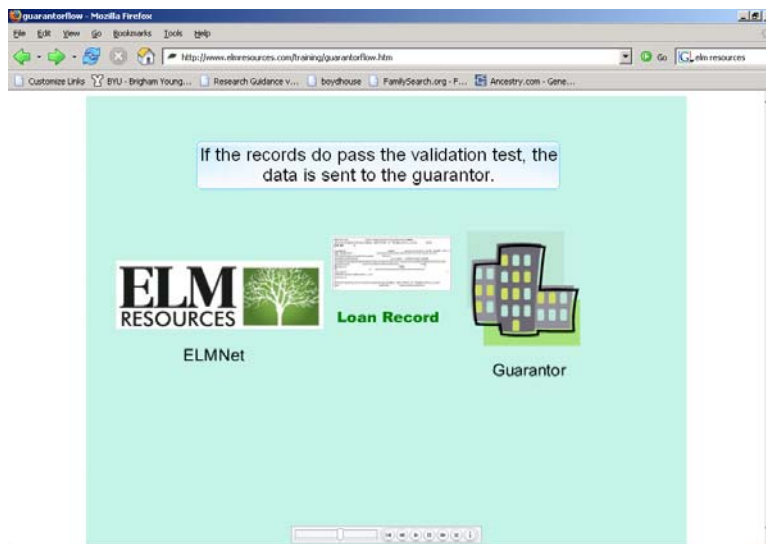 guarantorflow - Mozilla Firefox
File Edit View Go Bookmarks Tools Help
http://www.elmresources.com/training/guarantorflow.htm Go elm resources
Customize Links BYU - Brigham Young... Research Guidance v... boydhouse FamilySearch.org - F... Ancestry.com - Gene...
If the records do pass the validation test, the
data is sent to the guarantor.
ELM
RESOURCES
Loan Record
ELMNet
Guarantor